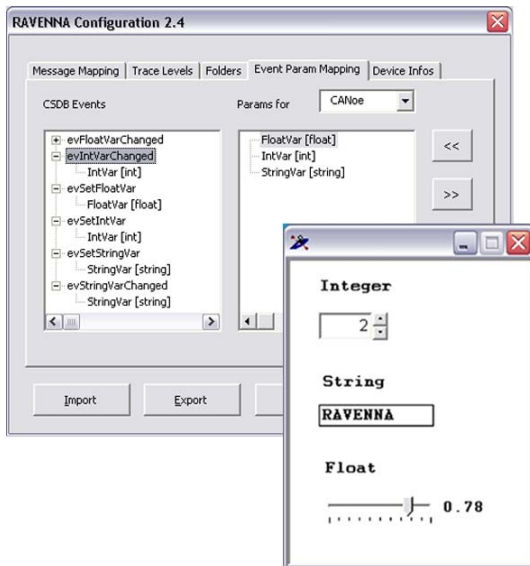 RAVENNA Configuration 2.4
Message Mapping
Trace Levels
Folders
Event Param Mapping
Device Infos
CSDB Events
Params for
CANoe
evFloatVarChanged
evIntVarChanged
IntVar [int]
evSetFloatVar
FloatVar [float]
evSetIntVar
IntVar [int]
evSetStringVar
StringVar [string]
evStringVarChanged
StringVar [string]
FloatVar [float]
IntVar [int]
StringVar [string]
<<
>>
Import
Export
Integer
2
String
RAVENNA
Float
0.78